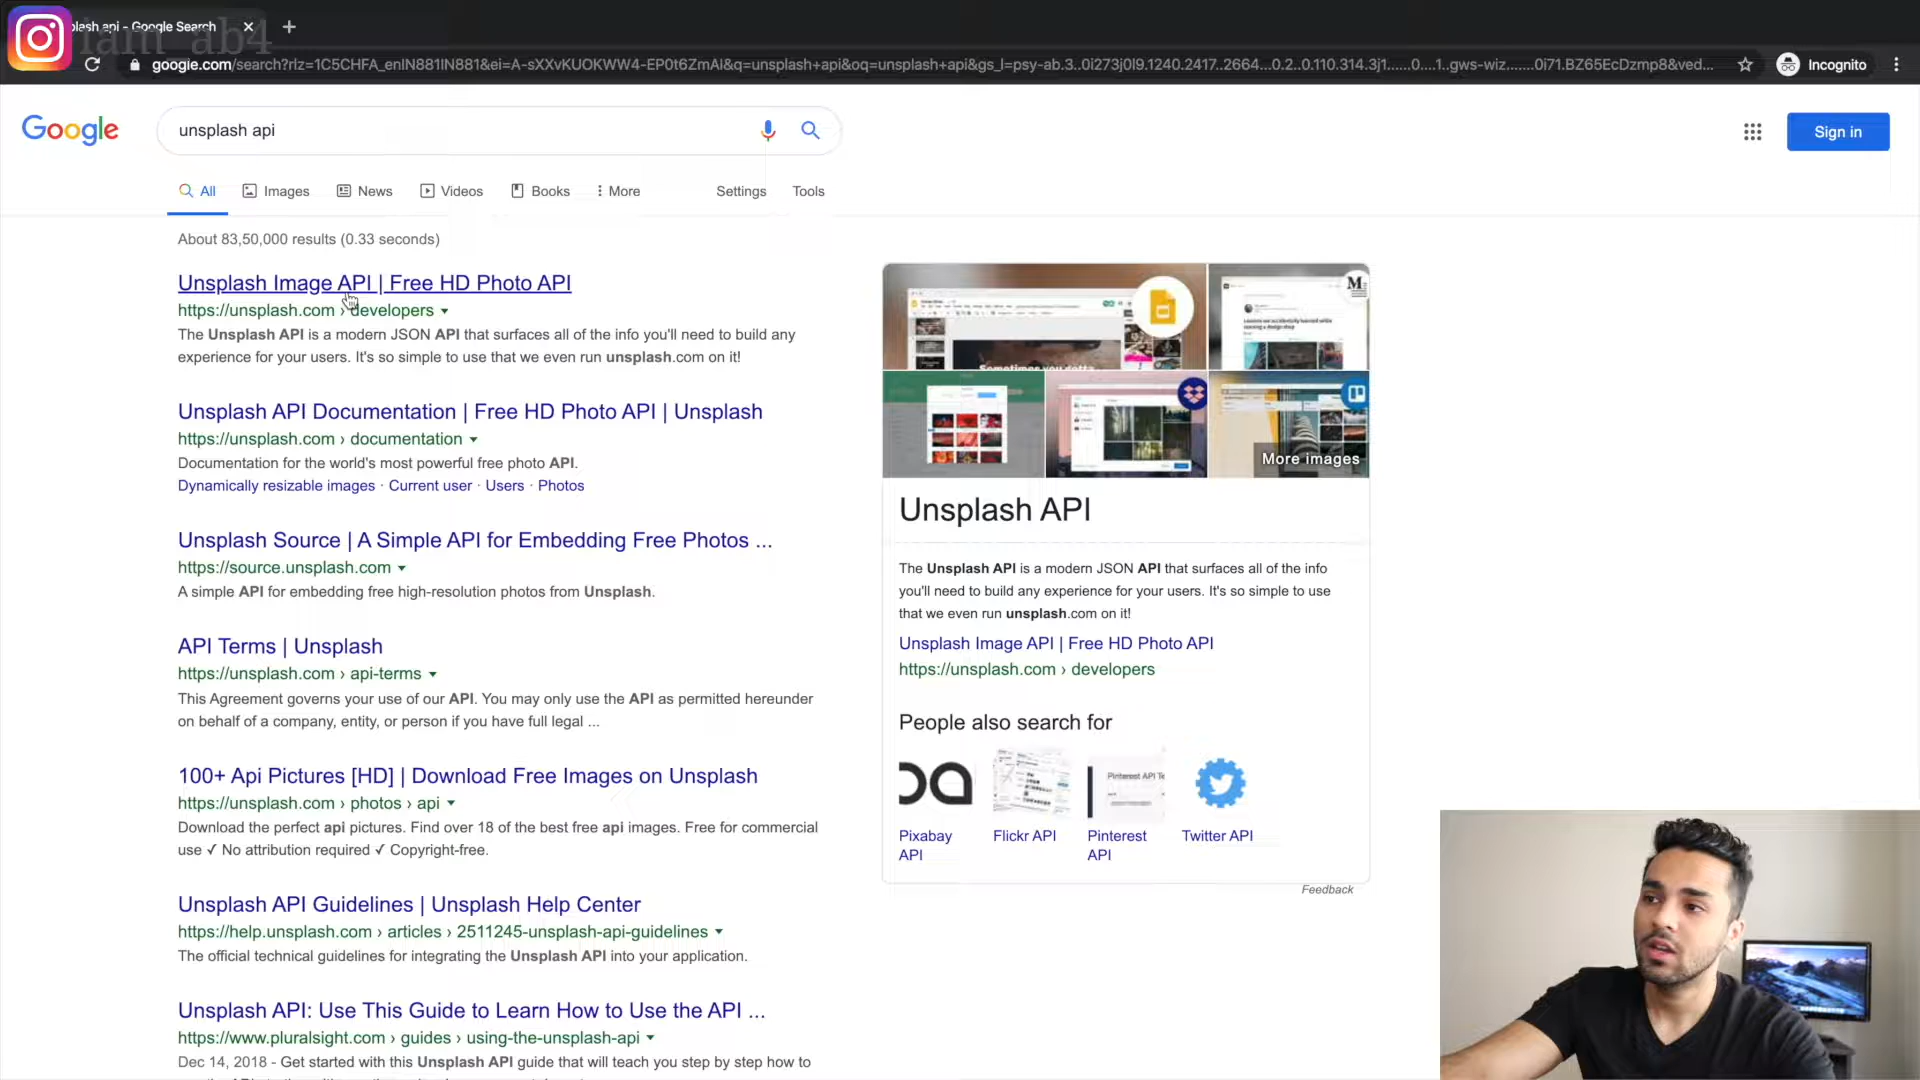 lash api - Google Search
iam_ab4
google.com/search?rlz=1C5CHFA_enIN881IN881&ei=A-sXXvKUOKWW4-EP0t6ZmAI&q=unsplash+api&oq=unsplash+api&gs_l=psy-ab.3..0i273j0l9.1240.2417..2664...0.2..0.110.314.3j1......0....1..gws-wiz.......0i71.BZ65EcDzmp8&ved...
Incognito
Google
unsplash api
Sign in
All
Images
News
Videos
Books
More
Settings
Tools
About 83,50,000 results (0.33 seconds)
Unsplash Image API | Free HD Photo API
https://unsplash.com › developers
The Unsplash API is a modern JSON API that surfaces all of the info you'll need to build any
experience for your users. It's so simple to use that we even run unsplash.com on it!
Unsplash API Documentation | Free HD Photo API | Unsplash
https://unsplash.com › documentation
Documentation for the world's most powerful free photo API.
Dynamically resizable images · Current user · Users · Photos
Unsplash Source | A Simple API for Embedding Free Photos ...
https://source.unsplash.com
A simple API for embedding free high-resolution photos from Unsplash.
API Terms | Unsplash
https://unsplash.com › api-terms
This Agreement governs your use of our API. You may only use the API as permitted hereunder
on behalf of a company, entity, or person if you have full legal ...
100+ Api Pictures [HD] | Download Free Images on Unsplash
https://unsplash.com › photos › api
Download the perfect api pictures. Find over 18 of the best free api images. Free for commercial
use ✓ No attribution required ✓ Copyright-free.
Unsplash API Guidelines | Unsplash Help Center
https://help.unsplash.com › articles › 2511245-unsplash-api-guidelines
The official technical guidelines for integrating the Unsplash API into your application.
Unsplash API: Use This Guide to Learn How to Use the API ...
https://www.pluralsight.com › guides › using-the-unsplash-api
Dec 14, 2018 - Get started with this Unsplash API guide that will teach you step by step how to
Sometimes you gotta
M
More images
Unsplash API
The Unsplash API is a modern JSON API that surfaces all of the info
you'll need to build any experience for your users. It's so simple to use
that we even run unsplash.com on it!
Unsplash Image API | Free HD Photo API
https://unsplash.com › developers
People also search for
Pinterest API Te
Pixabay
API
Flickr API
Pinterest
API
Twitter API
Feedback